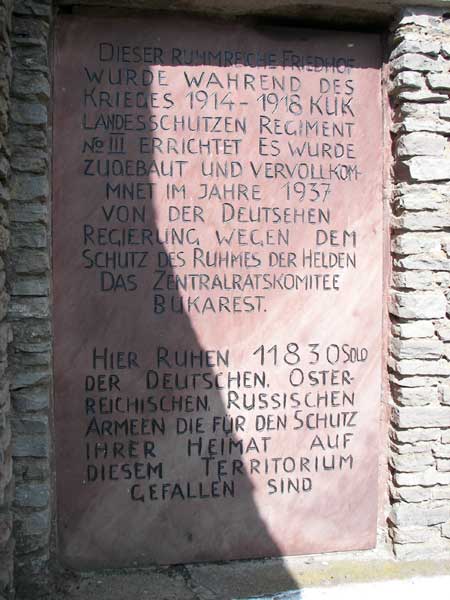 DIESER RUHMREICHE FRIEDHOF
WURDE WAHREND DES
KRIEGES 1914-1918 KUK
LANDESSCHUTZEN REGIMENT
No III ERRICHTET ES WURDE
ZUGEBAUT UND VERVOLLKOM-
MNET IM JAHRE 1937
VON DER DEUTSEHEN
REGIERUNG WEGEN DEM
SCHUTZ DES RUHMES DER HELDEN
DAS ZENTRALRATSKOMITEE
BUKAREST.
HIER RUHEN 11830 SOLD
DER DEUTSCHEN, OSTER-
REICHISCHEN, RUSSISCHEN
ARMEEN DIE FÜR DEN SCHUTZ
IHRER HEIMAT AUF
DIESEM TERRITORIUM
GEFALLEN SIND